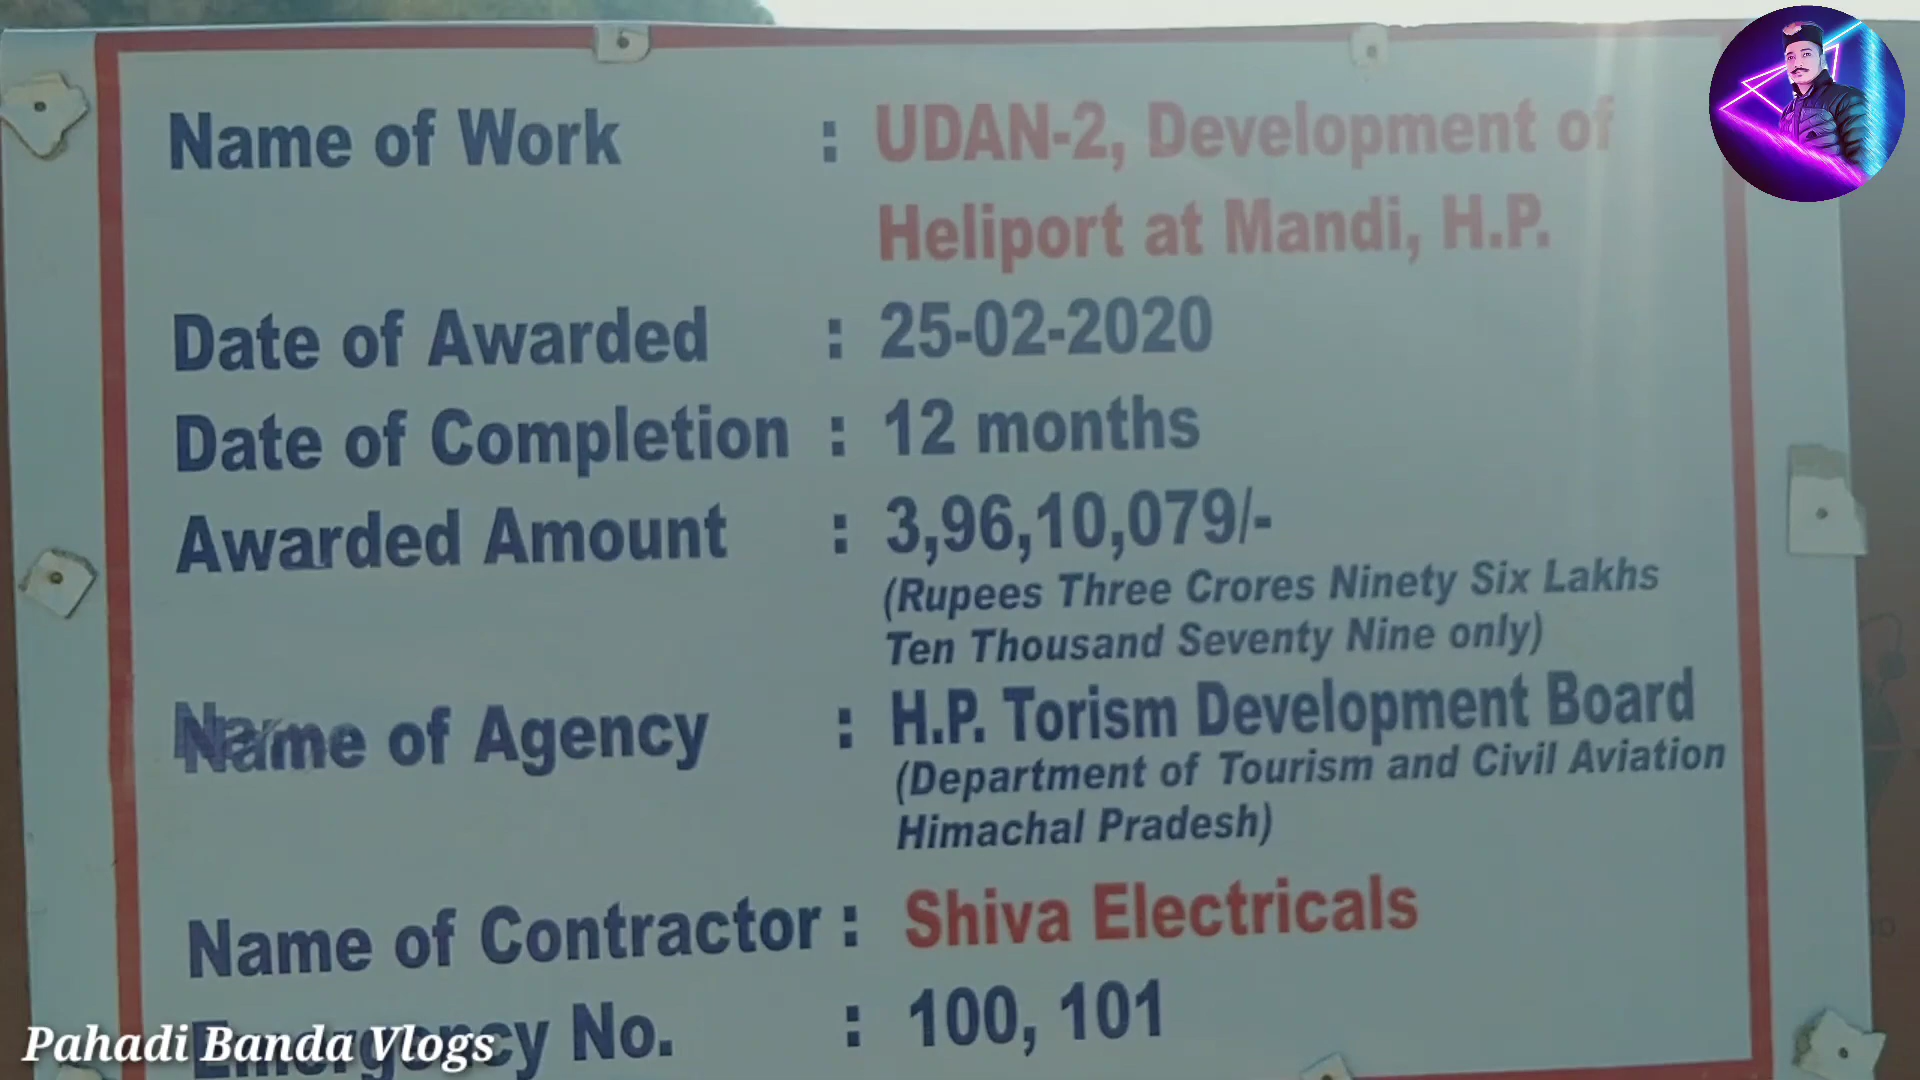 Name of Work : UDAN-2, Development of
Heliport at Mandi, H.P.
Date of Awarded : 25-02-2020
Date of Completion : 12 months
Awarded Amount : 3,96,10,079/-
(Rupees Three Crores Ninety Six Lakhs
Ten Thousand Seventy Nine only)
Name of Agency : H.P. Torism Development Board
(Department of Tourism and Civil Aviation
Himachal Pradesh)
Name of Contractor : Shiva Electricals
Emergency No. : 100, 101
Pahadi Banda Vlogs